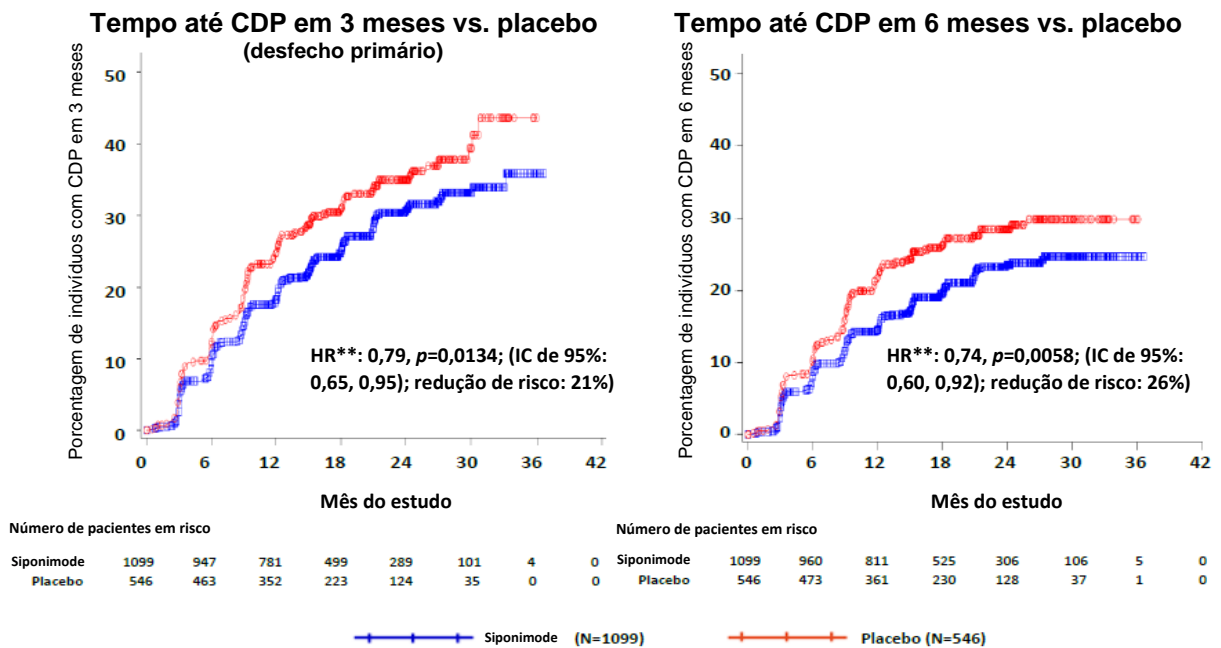 Tempo até CDP em 3 meses vs. placebo
(desfecho primário)
Porcentagem de indivíduos com CDP em 3 meses
50
40
30
20
10
0
HR**: 0,79, p=0,0134; (IC de 95%:
0,65, 0,95); redução de risco: 21%)
0 6 12 18 24 30 36 42
Mês do estudo
Número de pacientes em risco
Siponimode 1099 947 781 499 289 101 4 0
Placebo 546 463 352 223 124 35 0 0
Tempo até CDP em 6 meses vs. placebo
Porcentagem de indivíduos com CDP em 6 meses
50
40
30
20
10
0
HR**: 0,74, p=0,0058; (IC de 95%:
0,60, 0,92); redução de risco: 26%)
0 6 12 18 24 30 36 42
Mês do estudo
Número de pacientes em risco
Siponimode 1099 960 811 525 306 106 5 0
Placebo 546 473 361 230 128 37 1 0
Siponimode (N=1099) Placebo (N=546)